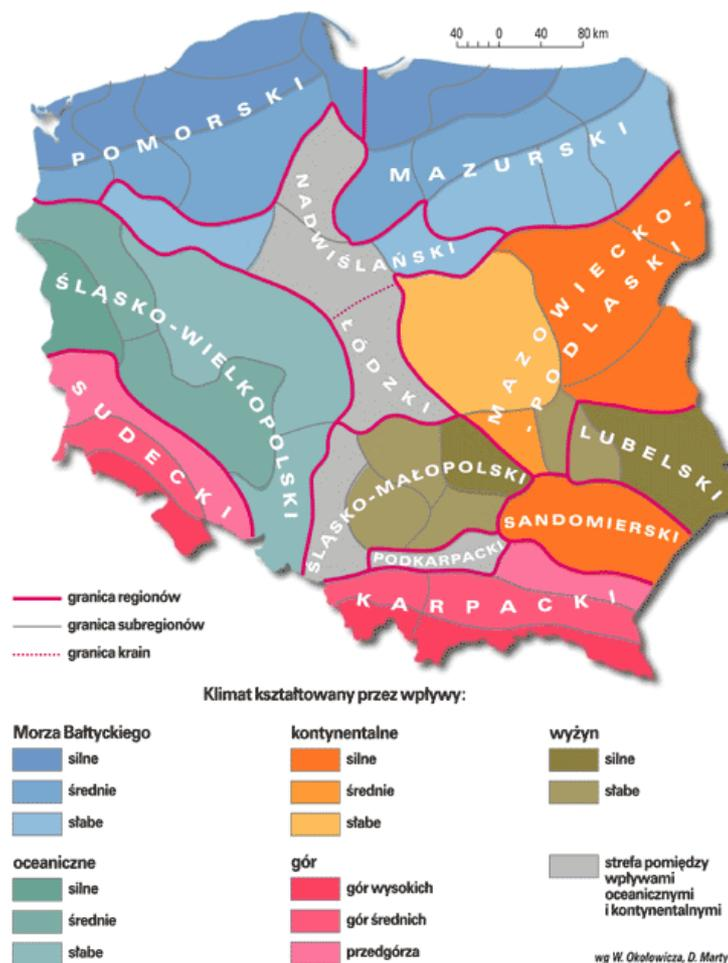 40 0 40 80 km
POMORSKI
MAZURSKI
NADWIŚLAŃSKI
MAZOWIECKO-
-PODLASKI
ŚLĄSKO-WIELKOPOLSKI
ŁÓDZKI
SUDECKI
LUBELSKI
ŚLĄSKO-MAŁOPOLSKI
SANDOMIERSKI
PODKARPACKI
KARPACKI
granica regionów
granica subregionów
granica krain
Klimat kształtowany przez wpływy:
Morza Bałtyckiego
silne
średnie
słabe
kontynentalne
silne
średnie
słabe
wyżyn
silne
słabe
oceaniczne
silne
średnie
słabe
gór
gór wysokich
gór średnich
przedgórza
strefa pomiędzy
wpływami
oceanicznymi
i kontynentalnymi
wg W. Okołowicza, D. Marty